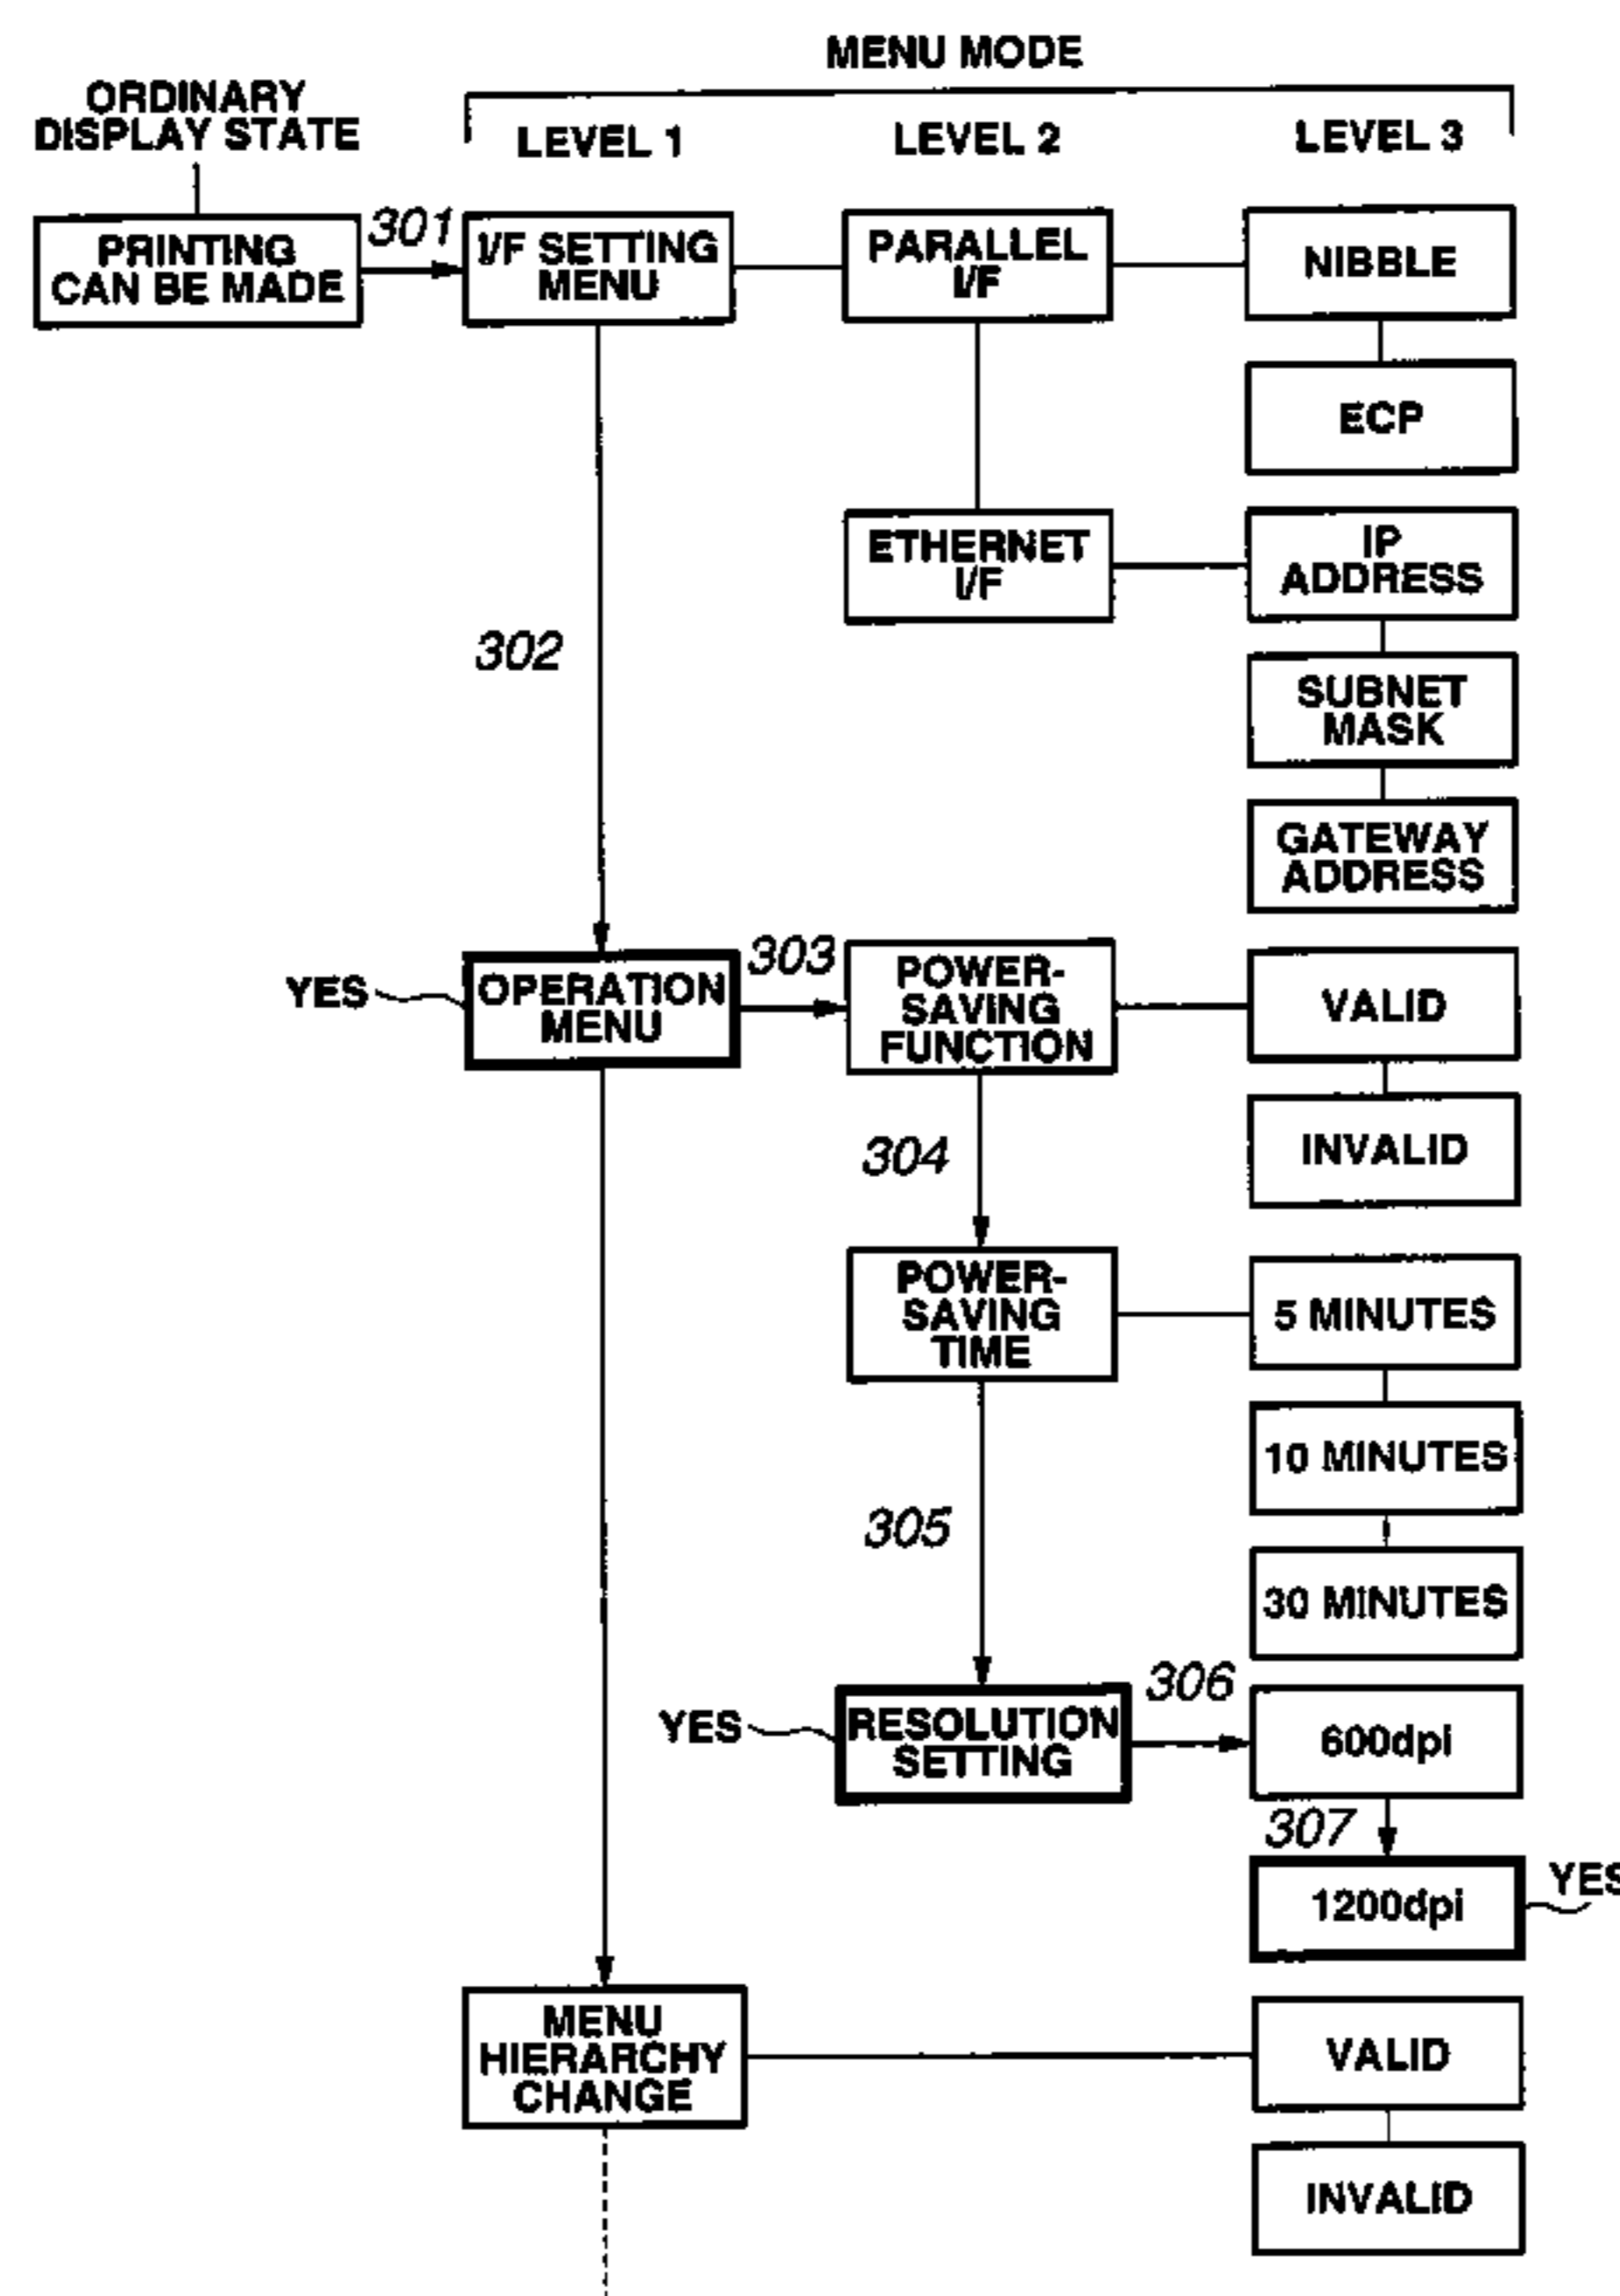 MENU MODE
ORDINARY
DISPLAY STATE
LEVEL 1
LEVEL 2
LEVEL 3
PRINTING
CAN BE MADE
301
I/F SETTING
MENU
PARALLEL
I/F
NIBBLE
ECP
ETHERNET
I/F
IP
ADDRESS
302
SUBNET
MASK
GATEWAY
ADDRESS
YES
OPERATION
MENU
303
POWER-
SAVING
FUNCTION
VALID
304
INVALID
POWER-
SAVING
TIME
5 MINUTES
10 MINUTES
305
30 MINUTES
YES
RESOLUTION
SETTING
306
600dpi
307
1200dpi
YES
MENU
HIERARCHY
CHANGE
VALID
INVALID